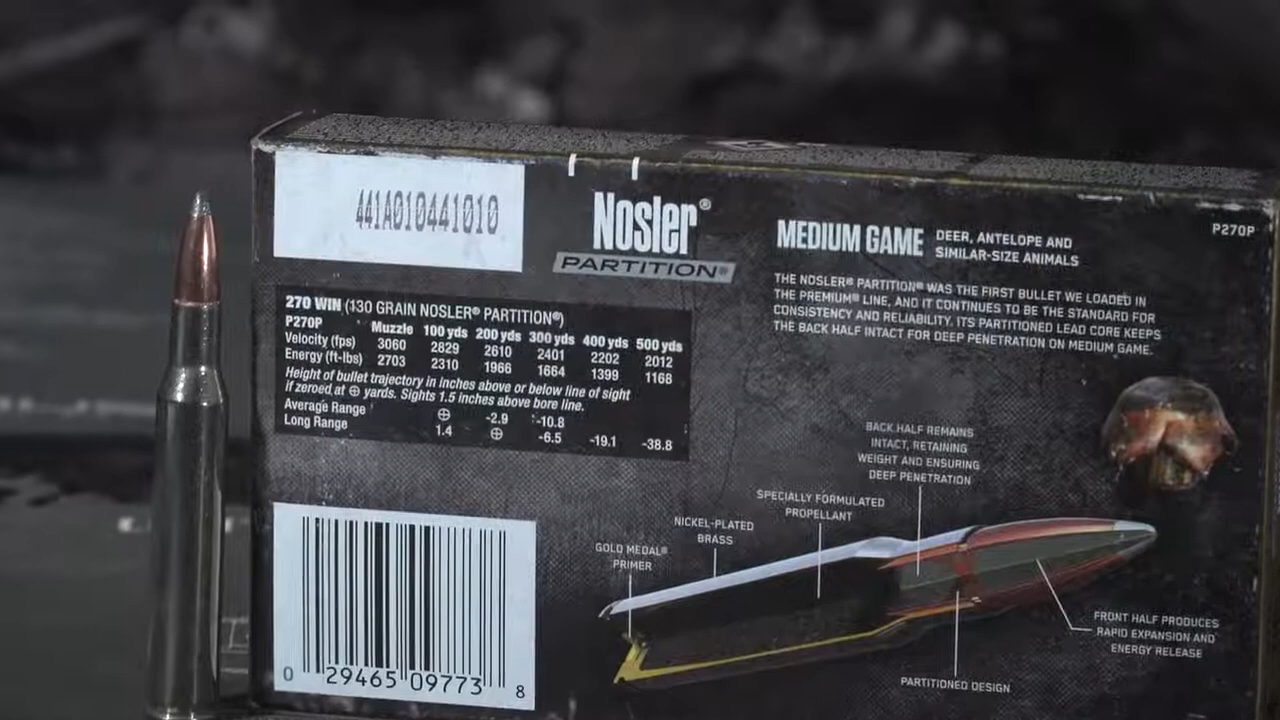 441A010441010
Nosler®
PARTITION®
MEDIUM GAME
DEER, ANTELOPE AND
SIMILAR-SIZE ANIMALS
P270P
THE NOSLER® PARTITION® WAS THE FIRST BULLET WE LOADED IN
THE PREMIUM® LINE, AND IT CONTINUES TO BE THE STANDARD FOR
CONSISTENCY AND RELIABILITY. ITS PARTITIONED LEAD CORE KEEPS
THE BACK HALF INTACT FOR DEEP PENETRATION ON MEDIUM GAME.
270 WIN (130 GRAIN NOSLER® PARTITION®)
P270P Muzzle 100 yds 200 yds 300 yds 400 yds 500 yds
Velocity (fps) 3060 2829 2610 2401 2202 2012
Energy (ft-lbs) 2703 2310 1966 1664 1399 1168
Height of bullet trajectory in inches above or below line of sight
if zeroed at ⊕ yards. Sights 1.5 inches above bore line.
Average Range ⊕ -2.9 -10.8
Long Range 1.4 ⊕ -6.5 -19.1 -38.8
BACK HALF REMAINS
INTACT, RETAINING
WEIGHT AND ENSURING
DEEP PENETRATION
SPECIALLY FORMULATED
PROPELLANT
NICKEL-PLATED
BRASS
GOLD MEDAL®
PRIMER
FRONT HALF PRODUCES
RAPID EXPANSION AND
ENERGY RELEASE
PARTITIONED DESIGN
0 29465 09773 8